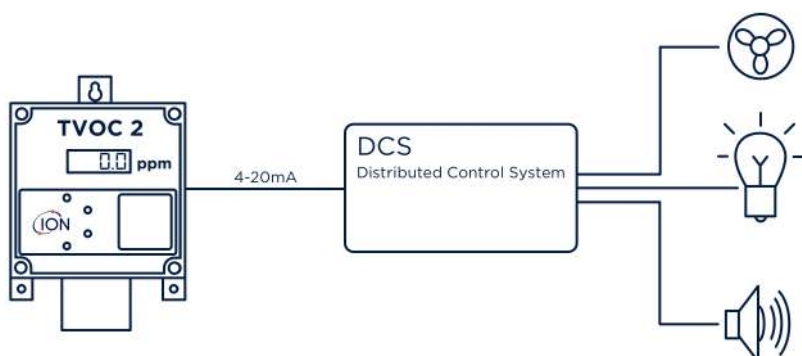 TVOC 2
0.0 ppm
ION
4-20mA
DCS
Distributed Control System